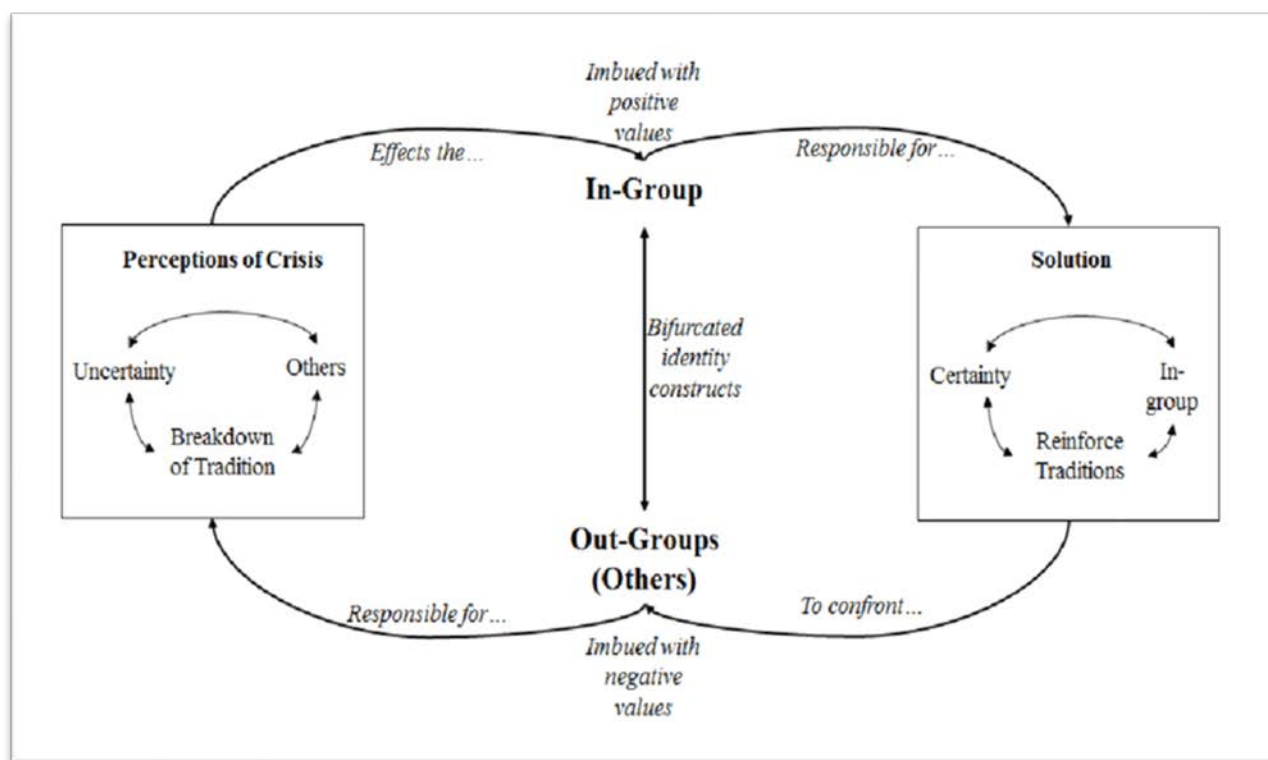 Imbued with
positive
values
Effects the…
Responsible for…
In-Group
Perceptions of Crisis
Uncertainty
Others
Breakdown
of Tradition
Bifurcated
identity
constructs
Solution
Certainty
In-
group
Reinforce
Traditions
Out-Groups
(Others)
Responsible for…
To confront…
Imbued with
negative
values